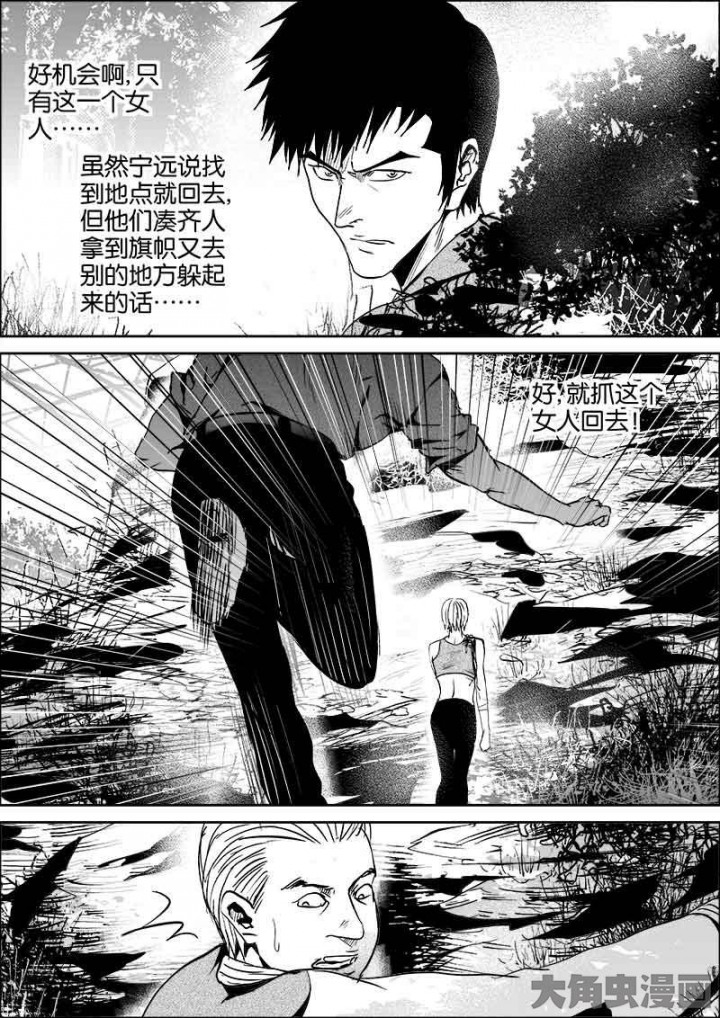 好机会啊,只
有这一个女
人……
虽然宁远说找
到地点就回去,
但他们凑齐人
拿到旗帜又去
别的地方躲起
来的话……
好,就抓这个
女人回去！
大角虫漫画